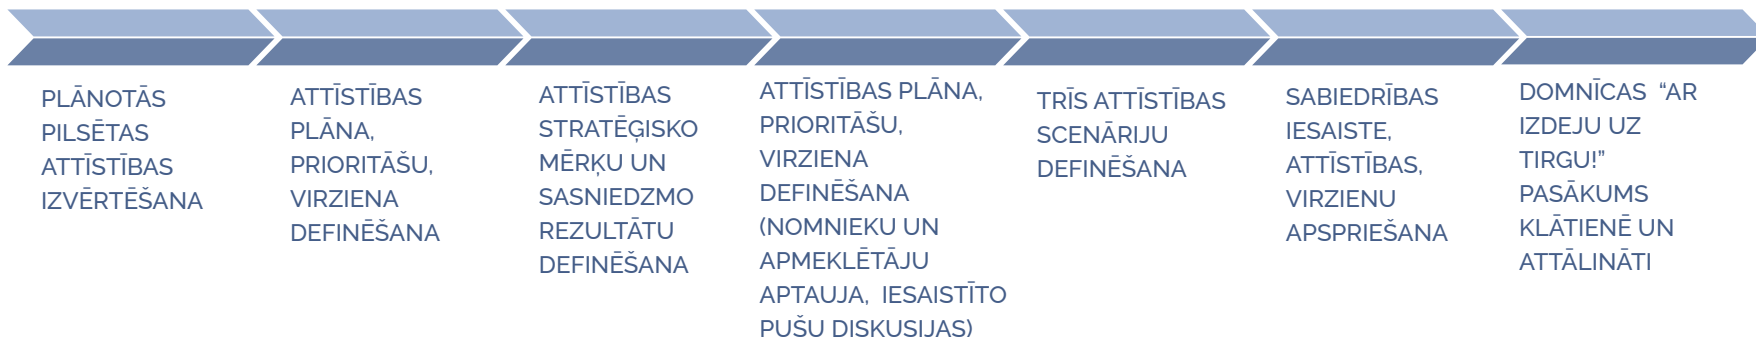 PLĀNOTĀS
PILSĒTAS
ATTĪSTĪBAS
IZVĒRTĒŠANA
ATTĪSTĪBAS
PLĀNA,
PRIORITĀŠU,
VIRZIENA
DEFINĒŠANA
ATTĪSTĪBAS
STRATĒĢISKO
MĒRĶU UN
SASNIEDZMO
REZULTĀTU
DEFINĒŠANA
ATTĪSTĪBAS PLĀNA,
PRIORITĀŠU,
VIRZIENA
DEFINĒŠANA
(NOMNIEKU UN
APMEKLĒTĀJU
APTAUJA, IESAISTĪTO
PUŠU DISKUSIJAS)
TRĪS ATTĪSTĪBAS
SCENĀRIJU
DEFINĒŠANA
SABIEDRĪBAS
IESAISTE,
ATTĪSTĪBAS,
VIRZIENU
APSPRIEŠANA
DOMNĪCAS “AR
IZDEJU UZ
TIRGU!”
PASĀKUMS
KLĀTIENĒ UN
ATTĀLINĀTI